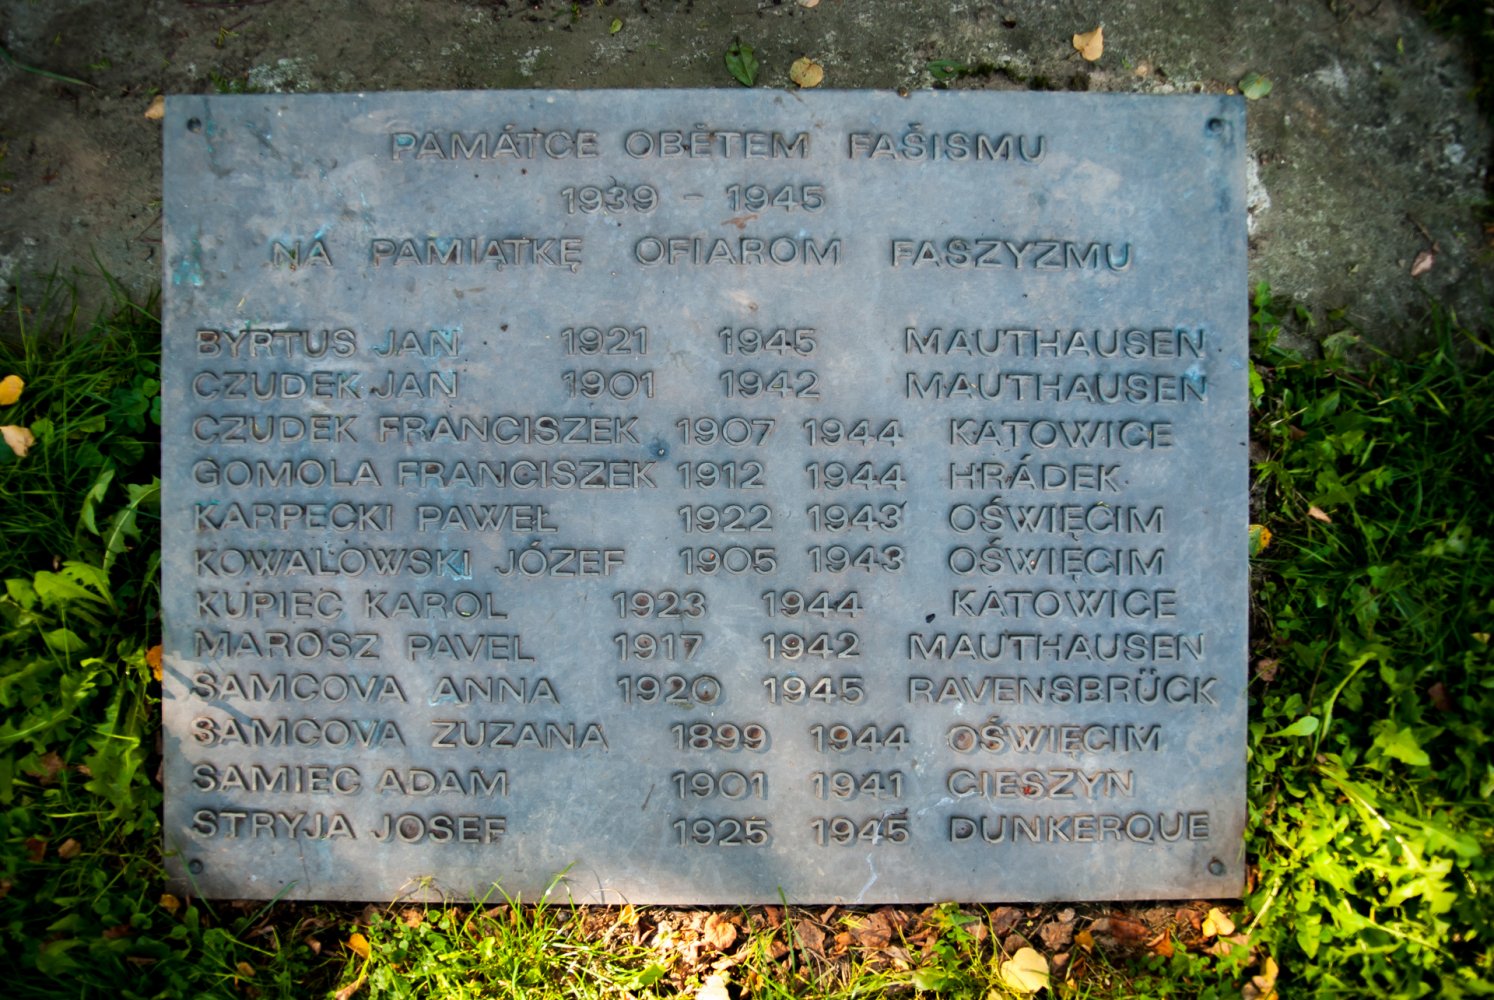 PAMÁTCE OBĚTEM FAŠISMU
1939 - 1945
NA PAMIĄTKĘ OFIAROM FASZYZMU
BYRTUS JAN 1921 1945 MAUTHAUSEN
CZUDEK JAN 1901 1942 MAUTHAUSEN
CZUDEK FRANCISZEK 1907 1944 KATOWICE
GOMOLA FRANCISZEK 1912 1944 HRÁDEK
KARPECKI PAWEŁ 1922 1943 OŚWIĘCIM
KOWALOWSKI JÓZEF 1905 1943 OŚWIĘCIM
KUPIEC KAROL 1923 1944 KATOWICE
MAROSZ PAVEL 1917 1942 MAUTHAUSEN
SAMCOVA ANNA 1920 1945 RAVENSBRÜCK
SAMCOVA ZUZANA 1899 1944 OŚWIĘCIM
SAMIEC ADAM 1901 1941 CIESZYN
STRYJA JOSEF 1925 1945 DUNKERQUE